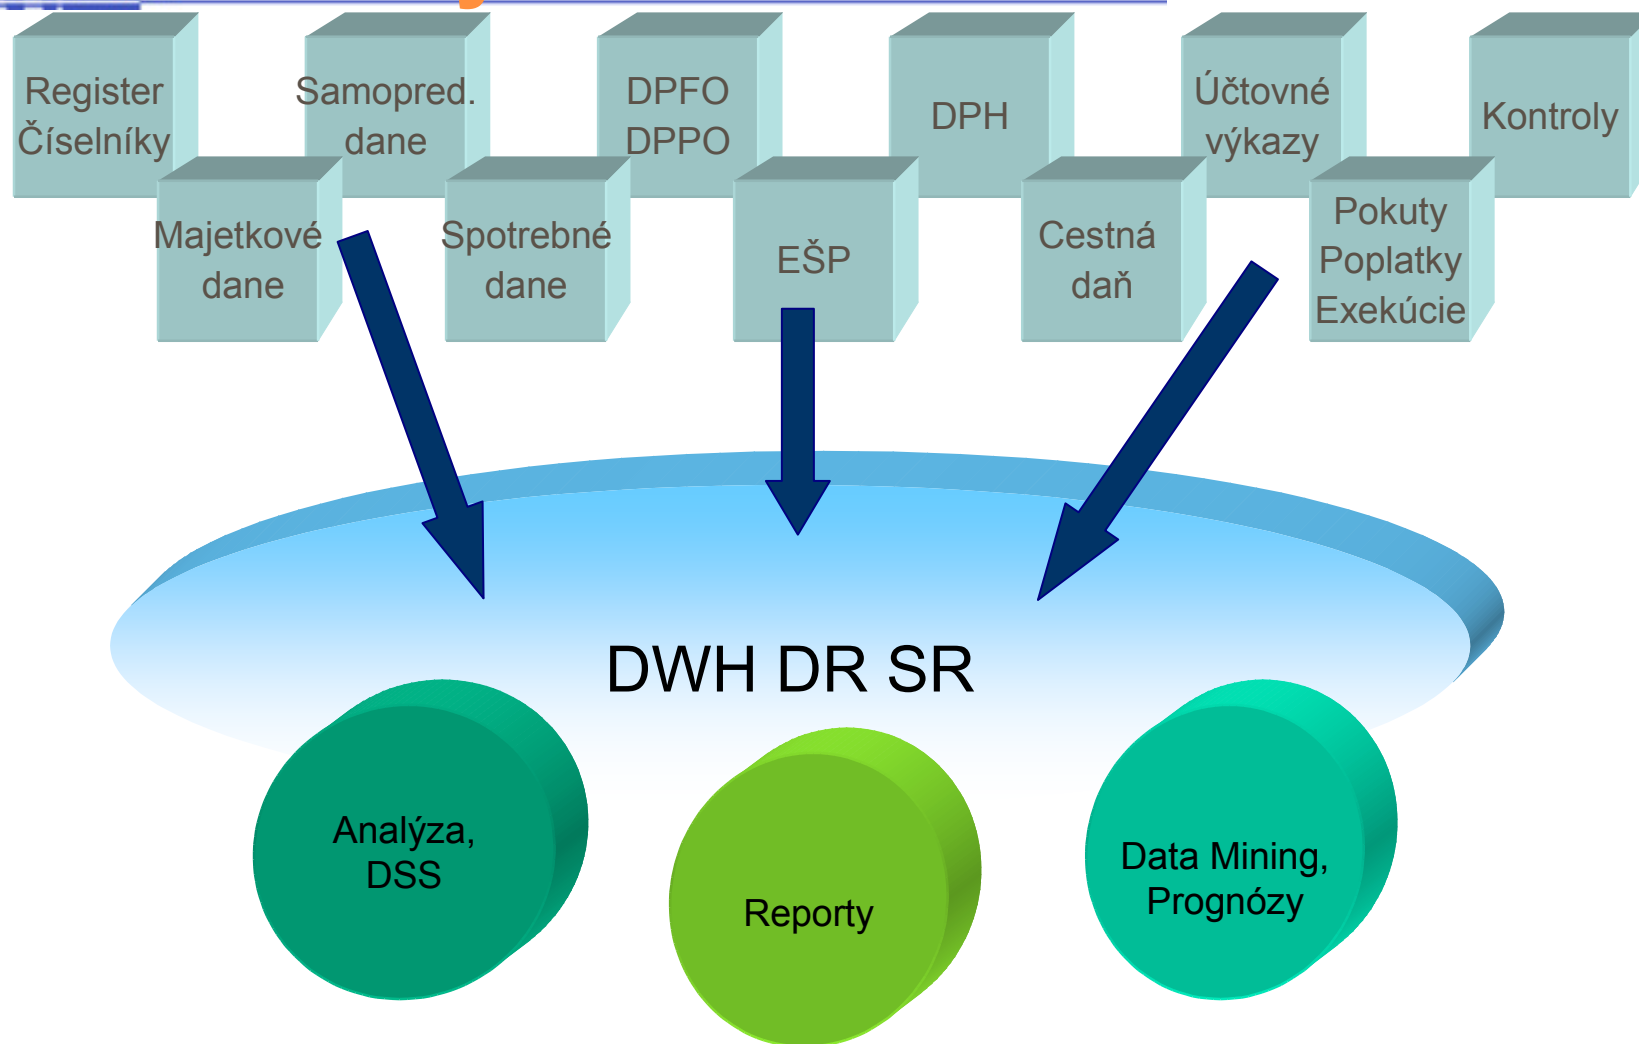 Register
Číselníky
Samopred.
dane
DPFO
DPPO
DPH
Účtovné
výkazy
Kontroly
Majetkové
dane
Spotrebné
dane
EŠP
Cestná
daň
Pokuty
Poplatky
Exekúcie
DWH DR SR
Analýza,
DSS
Reporty
Data Mining,
Prognózy